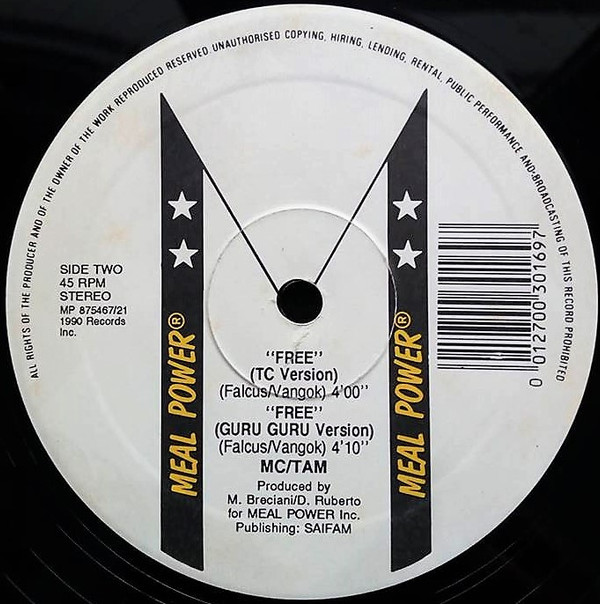 ALL RIGHTS OF THE PRODUCER AND OF THE OWNER OF THE WORK REPRODUCED RESERVED. UNAUTHORISED COPYING, HIRING, LENDING, RENTAL, PUBLIC PERFORMANCE AND BROADCASTING OF THIS RECORD PROHIBITED
SIDE TWO
45 RPM
STEREO
MP 875467/21
1990 Records
Inc.
MEAL POWER®
MEAL POWER®
0 012700 301697
"FREE"
(TC Version)
(Falcus/Vangok) 4'00"
"FREE"
(GURU GURU Version)
(Falcus/Vangok) 4'10"
MC/TAM
Produced by
M. Breciani/D. Ruberto
for MEAL POWER Inc.
Publishing: SAIFAM